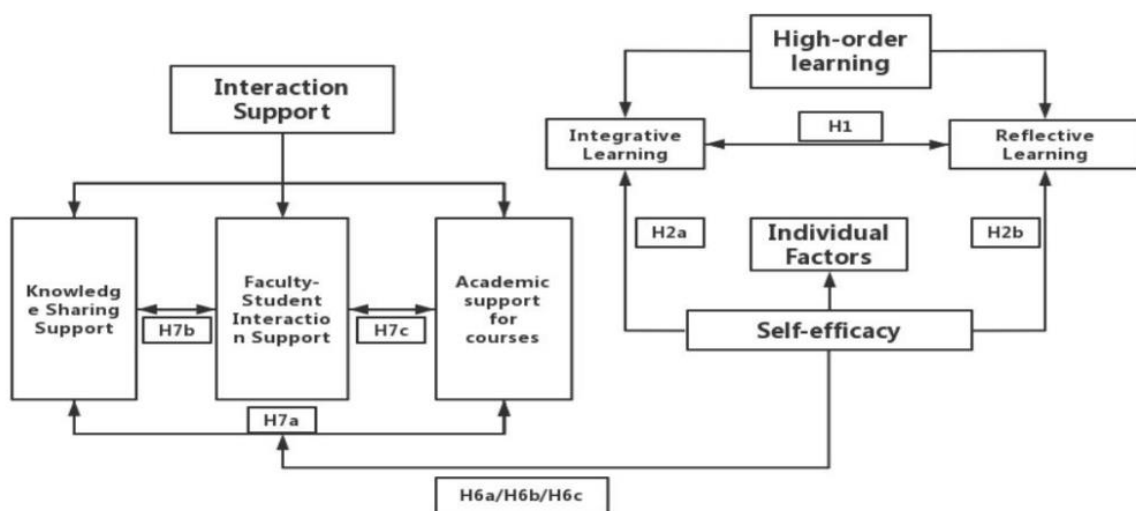 High-order
learning
Interaction
Support
H1
Integrative
Learning
Reflective
Learning
H2a
Individual
Factors
H2b
Knowledg
e Sharing
Support
Faculty-
Student
Interactio
n Support
Academic
support
for
courses
H7b
H7c
Self-efficacy
H7a
H6a/H6b/H6c